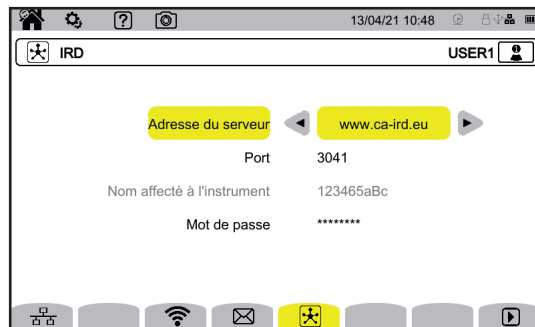 13/04/21 10:48
IRD USER1
Adresse du serveur www.ca-ird.eu
Port 3041
Nom affecté à l'instrument 123465aBc
Mot de passe ********